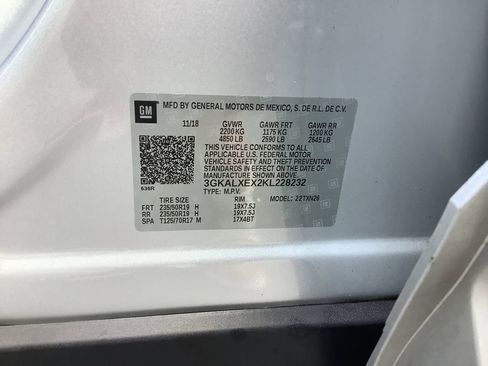 GM
MFD BY GENERAL MOTORS DE MEXICO, S. DE R.L. DE C.V.
11/18 GVWR GAWR FRT GAWR RR
2200 KG 1175 KG 1200 KG
4850 LB 2590 LB 2645 LB
THIS VEHICLE CONFORMS TO ALL
APPLICABLE U.S. FEDERAL MOTOR
VEHICLE SAFETY AND THEFT PREVENTION
STANDARDS IN EFFECT ON THE DATE OF
MANUFACTURE SHOWN ABOVE.
3GKALXEX2KL228232
TYPE: M.P.V. MODEL: 22TXN26
TIRE SIZE RIM
FRT 235/50R19 H 19X7.5J
RR 235/50R19 H 19X7.5J
SPA T125/70R17 M 17X4BT